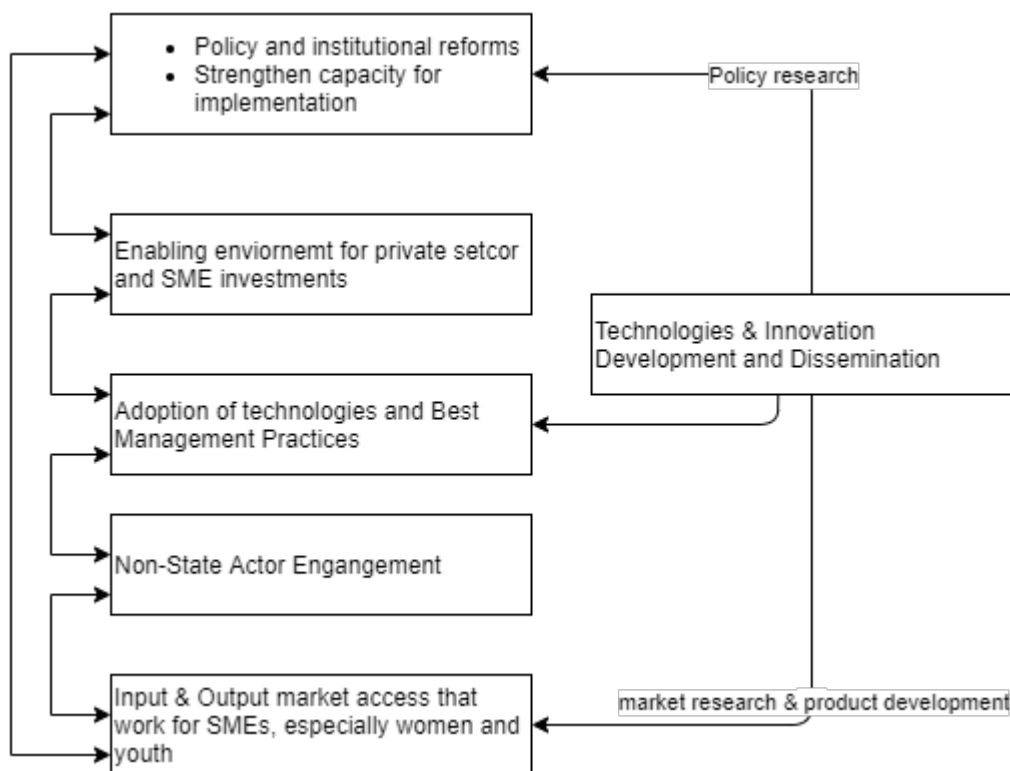 • Policy and institutional reforms
• Strengthen capacity for
implementation
Policy research
Enabling enviornemt for private setcor
and SME investments
Technologies & Innovation
Development and Dissemination
Adoption of technologies and Best
Management Practices
Non-State Actor Engangement
Input & Output market access that
work for SMEs, especially women and
youth
market research & product development